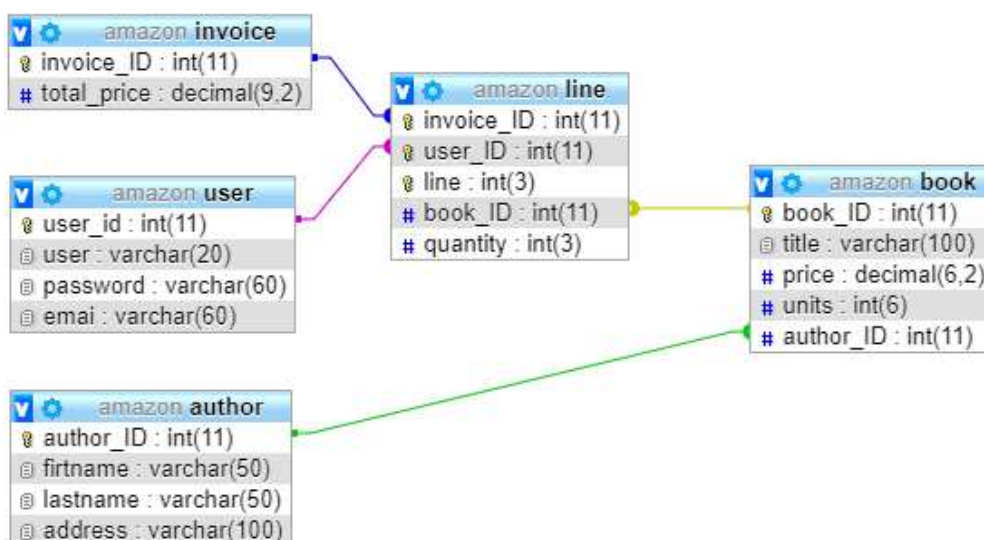 amazon invoice
invoice_ID : int(11)
# total_price : decimal(9,2)
amazon user
user_id : int(11)
user : varchar(20)
password : varchar(60)
emai : varchar(60)
amazon author
author_ID : int(11)
firtname : varchar(50)
lastname : varchar(50)
address : varchar(100)
amazon line
invoice_ID : int(11)
user_ID : int(11)
line : int(3)
# book_ID : int(11)
# quantity : int(3)
amazon book
book_ID : int(11)
title : varchar(100)
# price : decimal(6,2)
# units : int(6)
# author_ID : int(11)